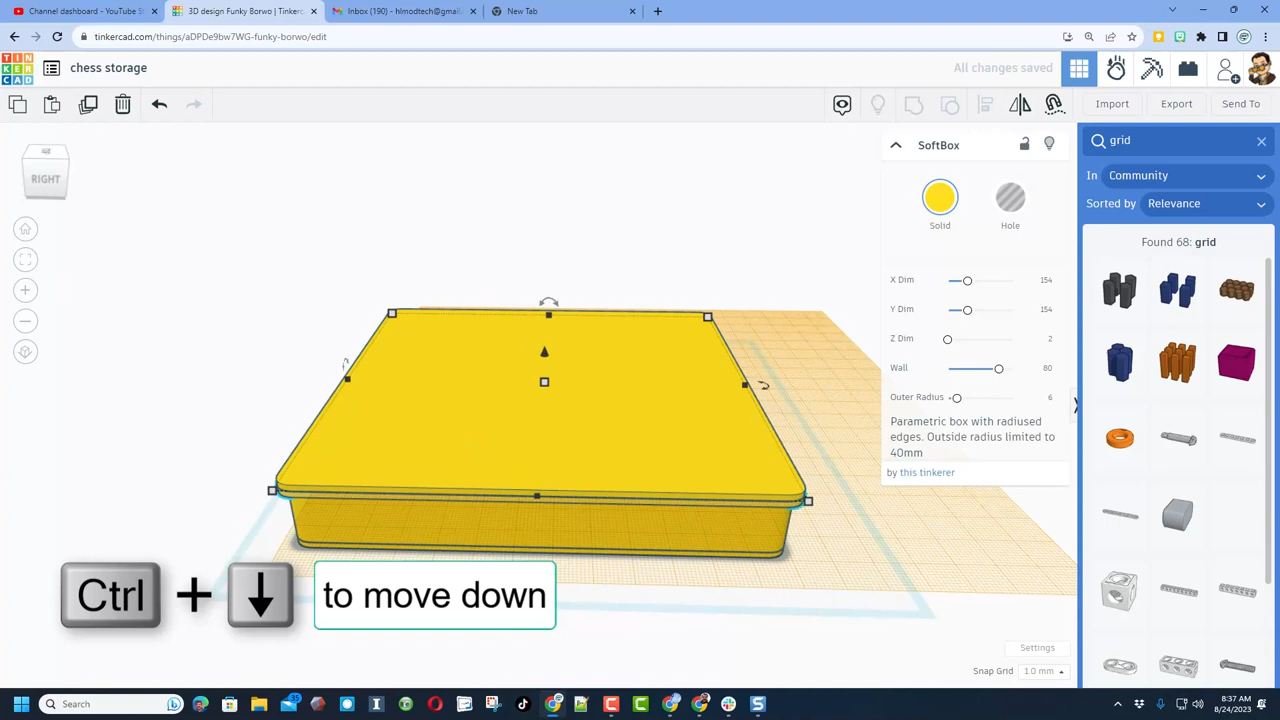 Channel dashboard - YouTube St
3D design Funky Borwo | Tinkerc
Inbox (190) - hlmodtech@gmail.
New Tab
tinkercad.com/things/aDPDe9bw7WG-funky-borwo/edit
TIN
KER
CAD
chess storage
All changes saved
Import
Export
Send To
RIGHT
SoftBox
Solid
Hole
X Dim 154
Y Dim 154
Z Dim 2
Wall 80
Outer Radius 6
Parametric box with radiused
edges. Outside radius limited to
40mm
by this tinkerer
grid
In Community
Sorted by Relevance
Found 68: grid
Ctrl + ↓ to move down
Settings
Snap Grid 1.0 mm
Search
8:37 AM
8/24/2023